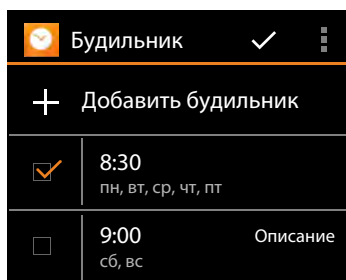 Будильник
Добавить будильник
8:30
пн, вт, ср, чт, пт
9:00 Описание
сб, вс